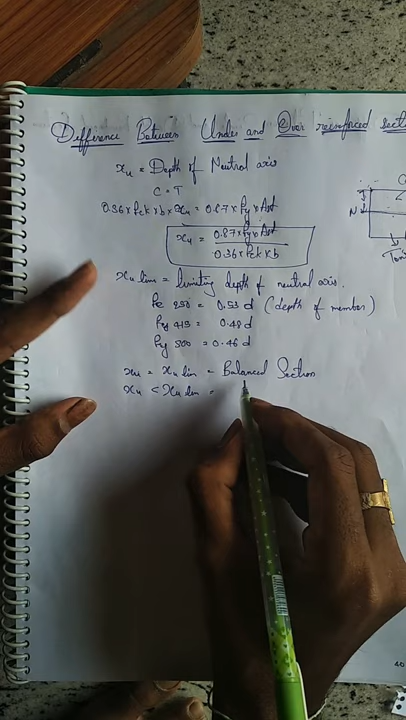 Defference Between Under and Over reinforced sect
xu = Depth of Neutral axis
C = T
0.36 x fck x b x xu = 0.87 x fy x Ast
xu = 0.87 x fy x Ast
0.36 x fck x b
xu lim = limiting depth of neutral axis.
Fe 250 = 0.53 d (depth of member)
Fy 415 = 0.48 d
Fy 500 = 0.46 d
xu = xu lim = Balanced Section
xu < xu lim =
C
N
Ten
40